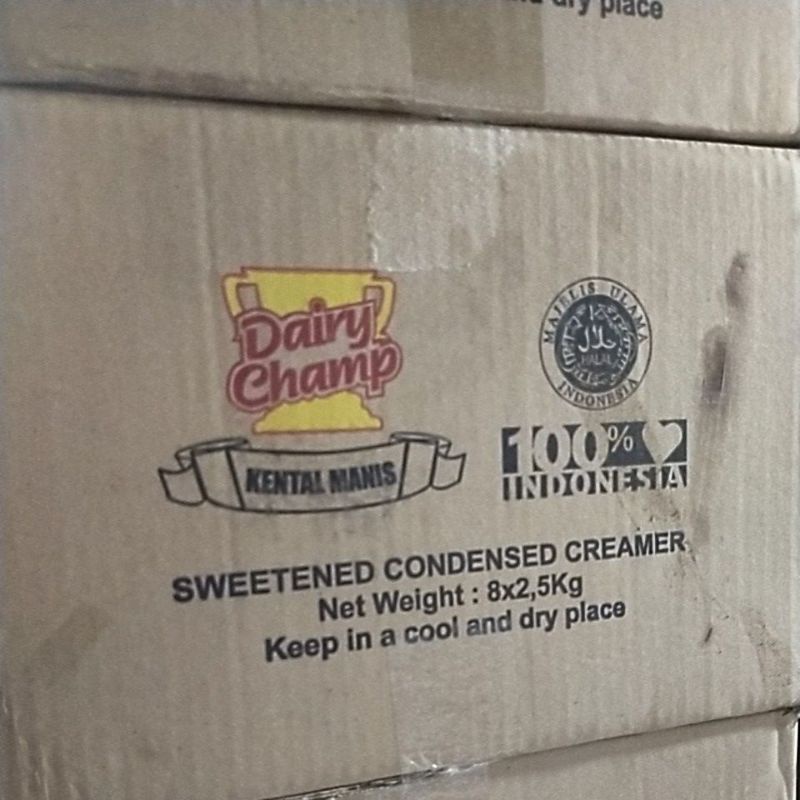 dry place
Dairy
Champ
KENTAL MANIS
MAJELIS ULAMA
حلال
HALAL
INDONESIA
100%
INDONESIA
SWEETENED CONDENSED CREAMER
Net Weight : 8x2,5Kg
Keep in a cool and dry place